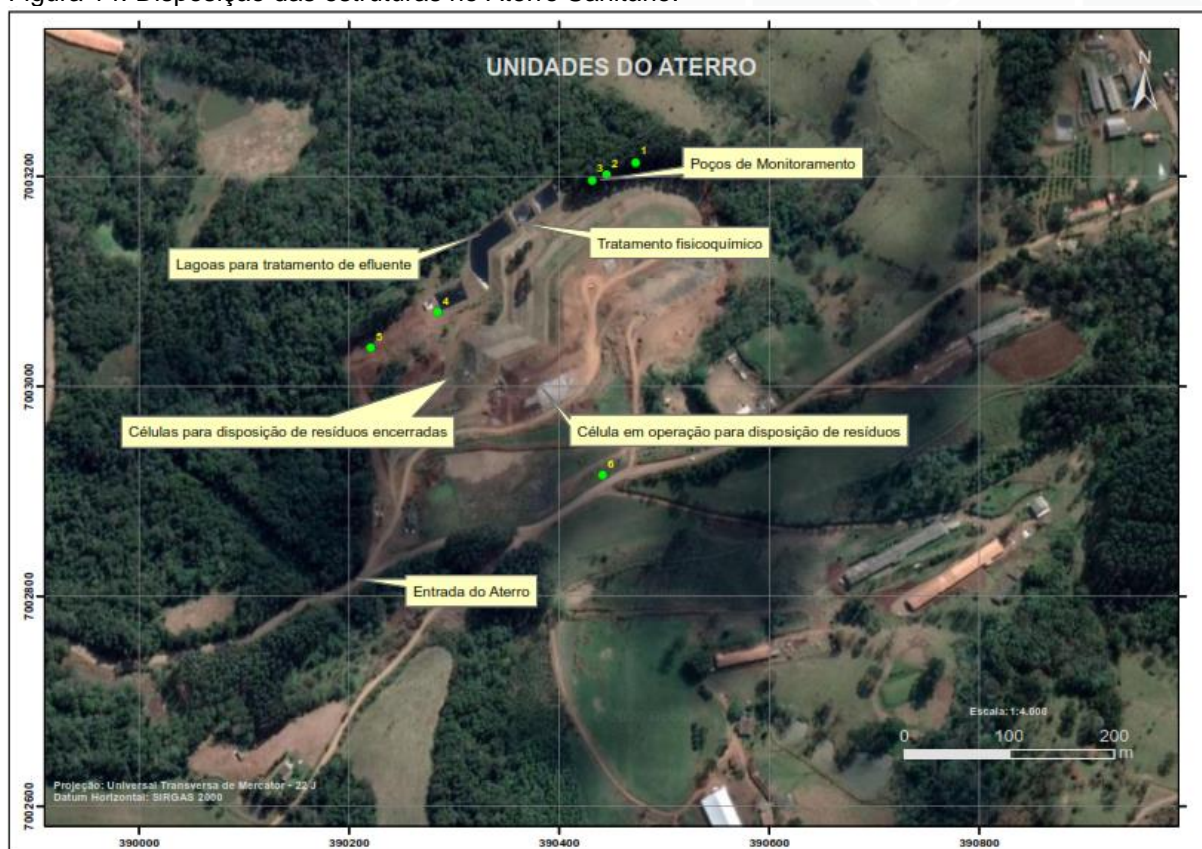 Figura 14: Disposição das estruturas no Aterro Sanitário.
UNIDADES DO ATERRO
N
1
2
3
Poços de Monitoramento
Tratamento fisicoquímico
Lagoas para tratamento de efluente
4
5
Células para disposição de resíduos encerradas
Célula em operação para disposição de resíduos
6
Entrada do Aterro
Escala: 1:4.000
0 100 200
m
Projeção: Universal Transversa de Mercator - 22 J
Datum Horizontal: SIRGAS 2000
7003200
7003000
7002800
7002600
390000 390200 390400 390600 390800